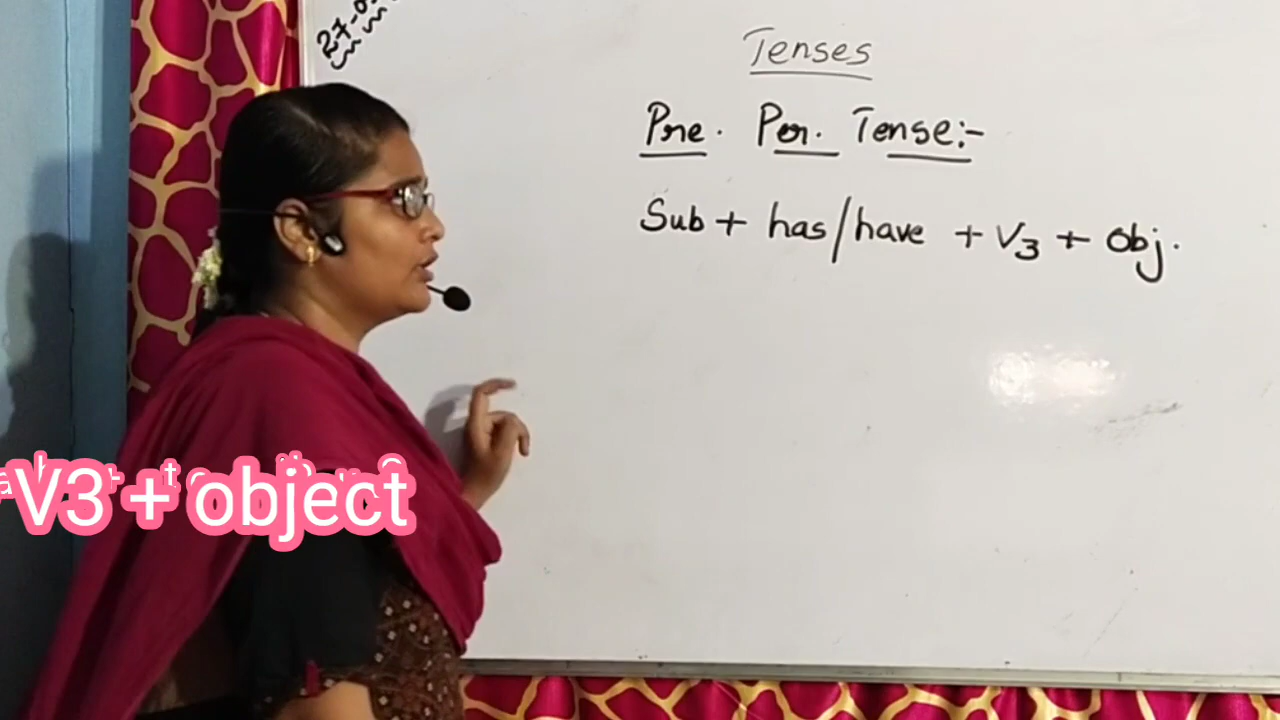 Tenses
Pre. Per. Tense:-
Sub + has/have + V3 + Obj.
V3 + object